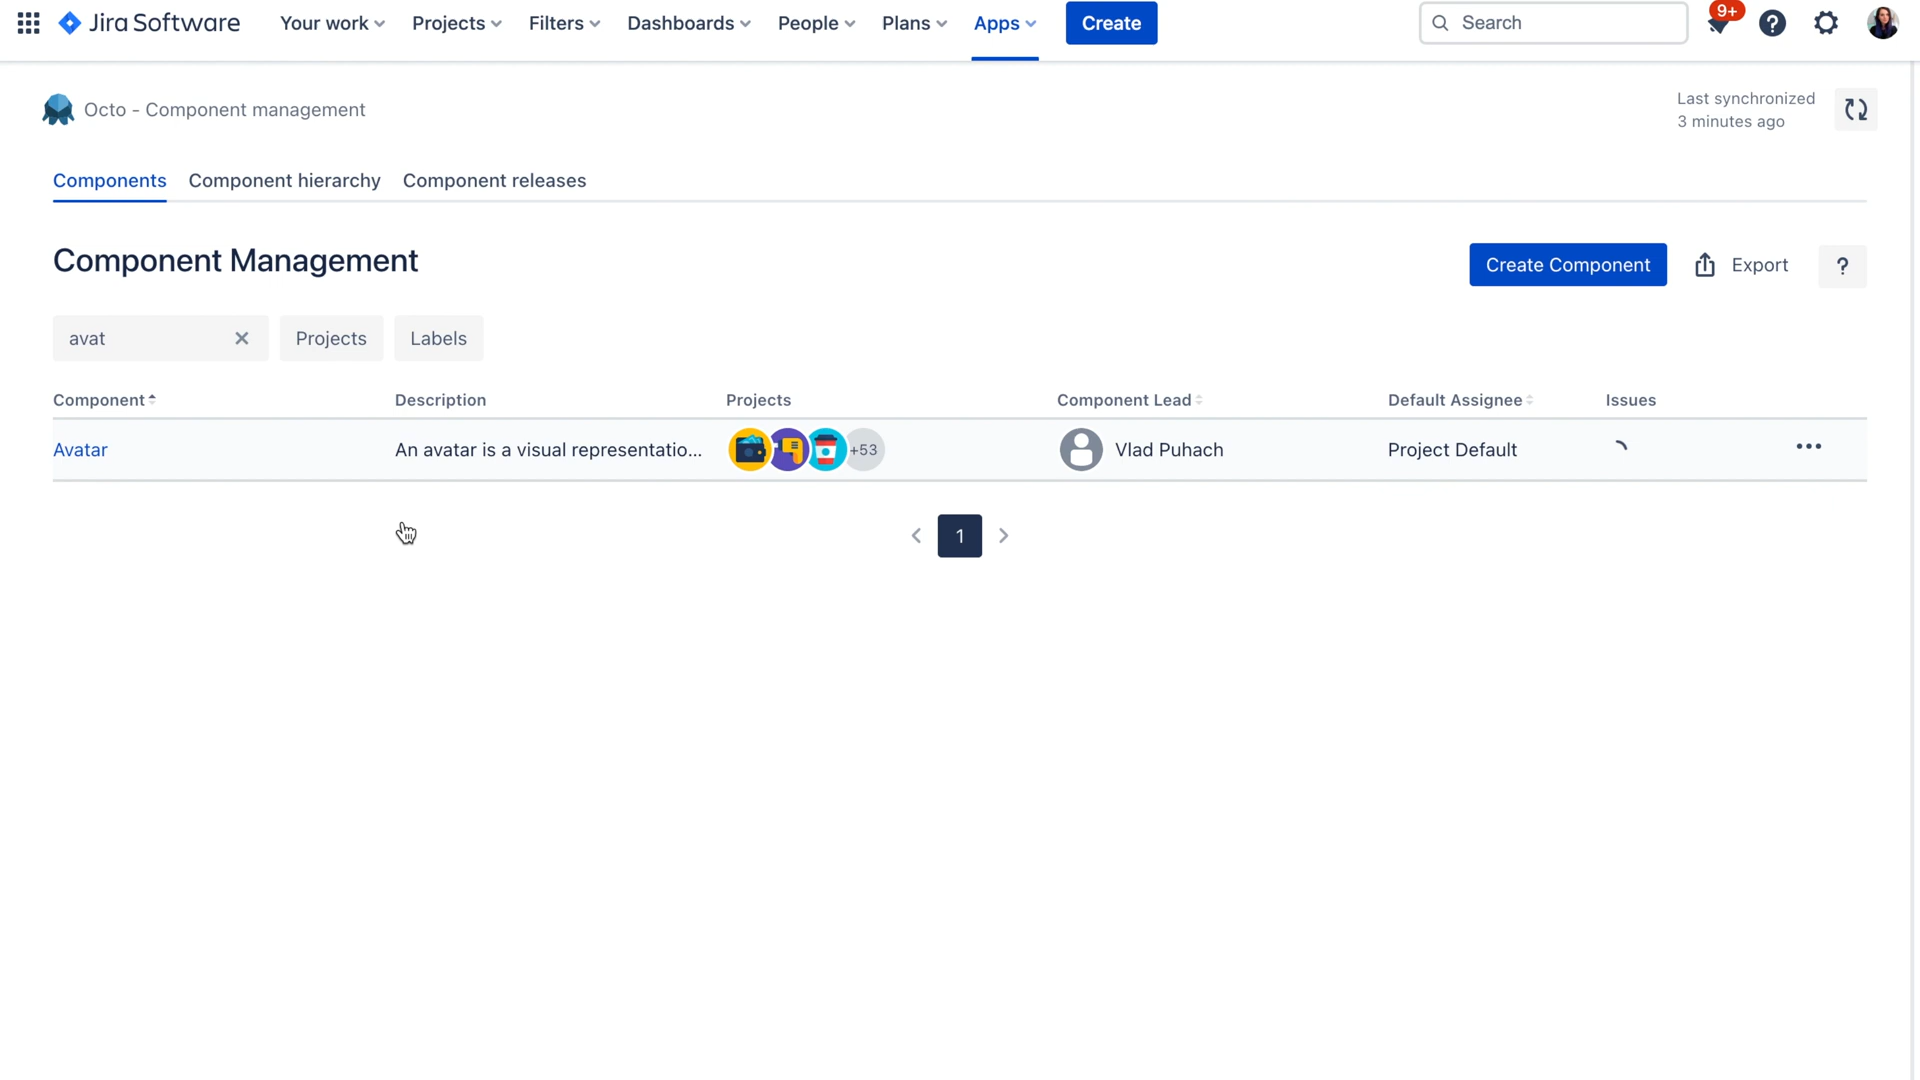 Jira Software Your work Projects Filters Dashboards People Plans Apps Create Search 9+
Octo - Component management
Last synchronized
3 minutes ago
Components Component hierarchy Component releases
Component Management
Create Component Export ?
avat Projects Labels
Component Description Projects Component Lead Default Assignee Issues
Avatar An avatar is a visual representatio... +53 Vlad Puhach Project Default
1